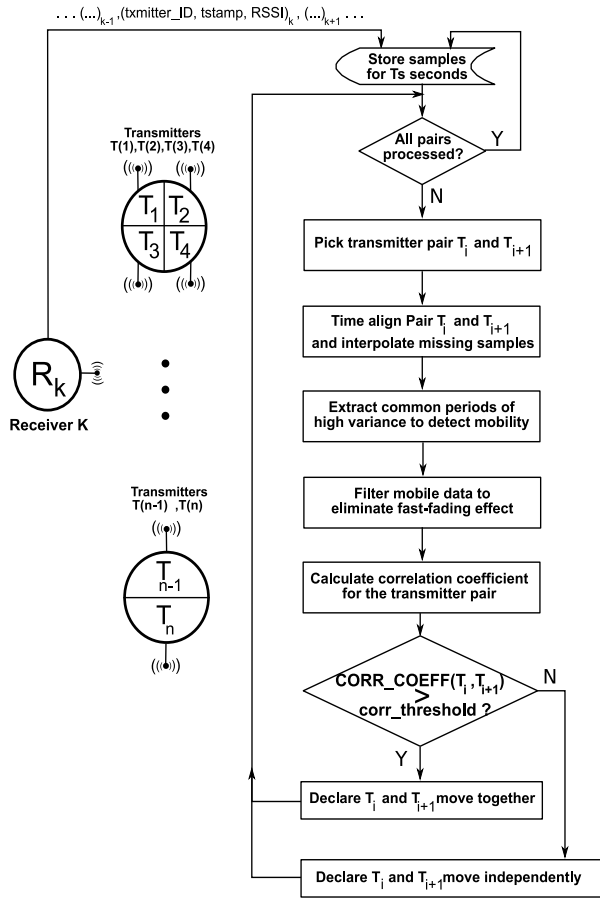 . . . (...)k-1 ,(txmitter_ID, tstamp, RSSI)k , (...)k+1 . . .
Store samples
for Ts seconds
All pairs
processed?
Y
N
Transmitters
T(1),T(2),T(3),T(4)
T1 T2
T3 T4
Pick transmitter pair Ti and Ti+1
Time align Pair Ti and Ti+1
and interpolate missing samples
Rk
Receiver K
Extract common periods of
high variance to detect mobility
Filter mobile data to
eliminate fast-fading effect
Transmitters
T(n-1) ,T(n)
Tn-1
Tn
Calculate correlation coefficient
for the transmitter pair
CORR_COEFF(Ti ,Ti+1)
>
corr_threshold ?
N
Y
Declare Ti and Ti+1 move together
Declare Ti and Ti+1 move independently